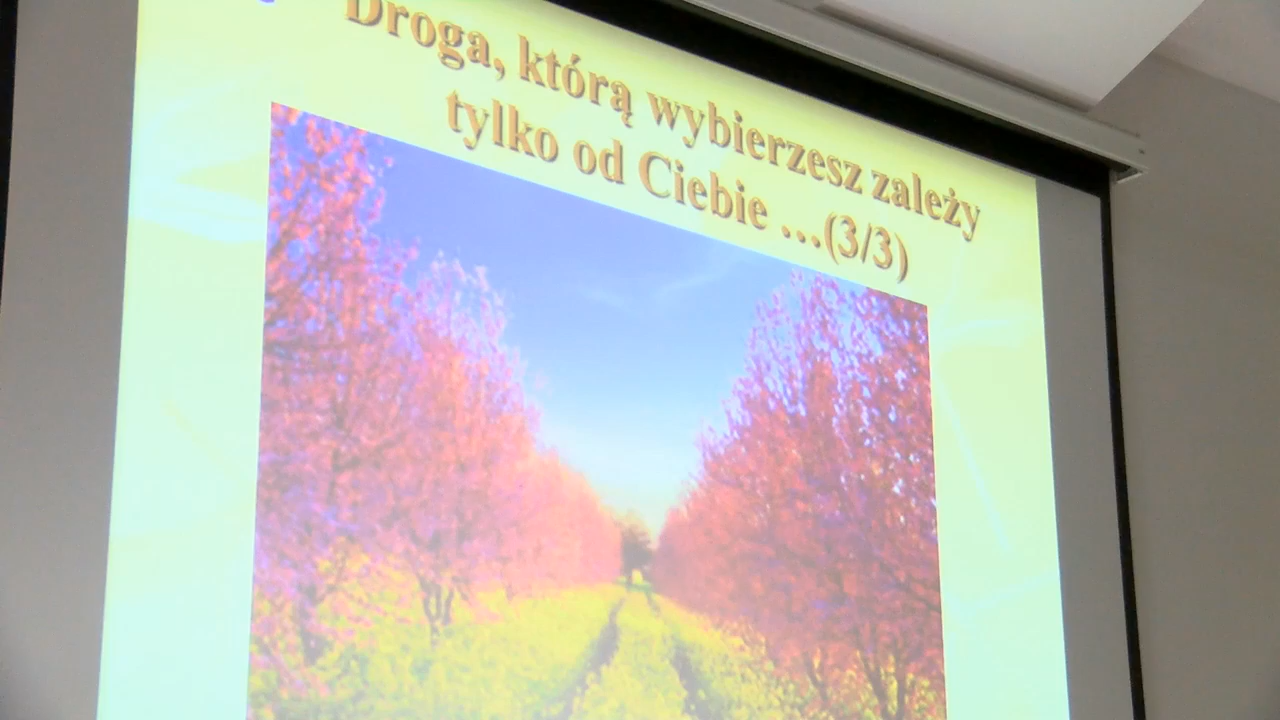 Droga, którą wybierzesz zależy
tylko od Ciebie ...(3/3)